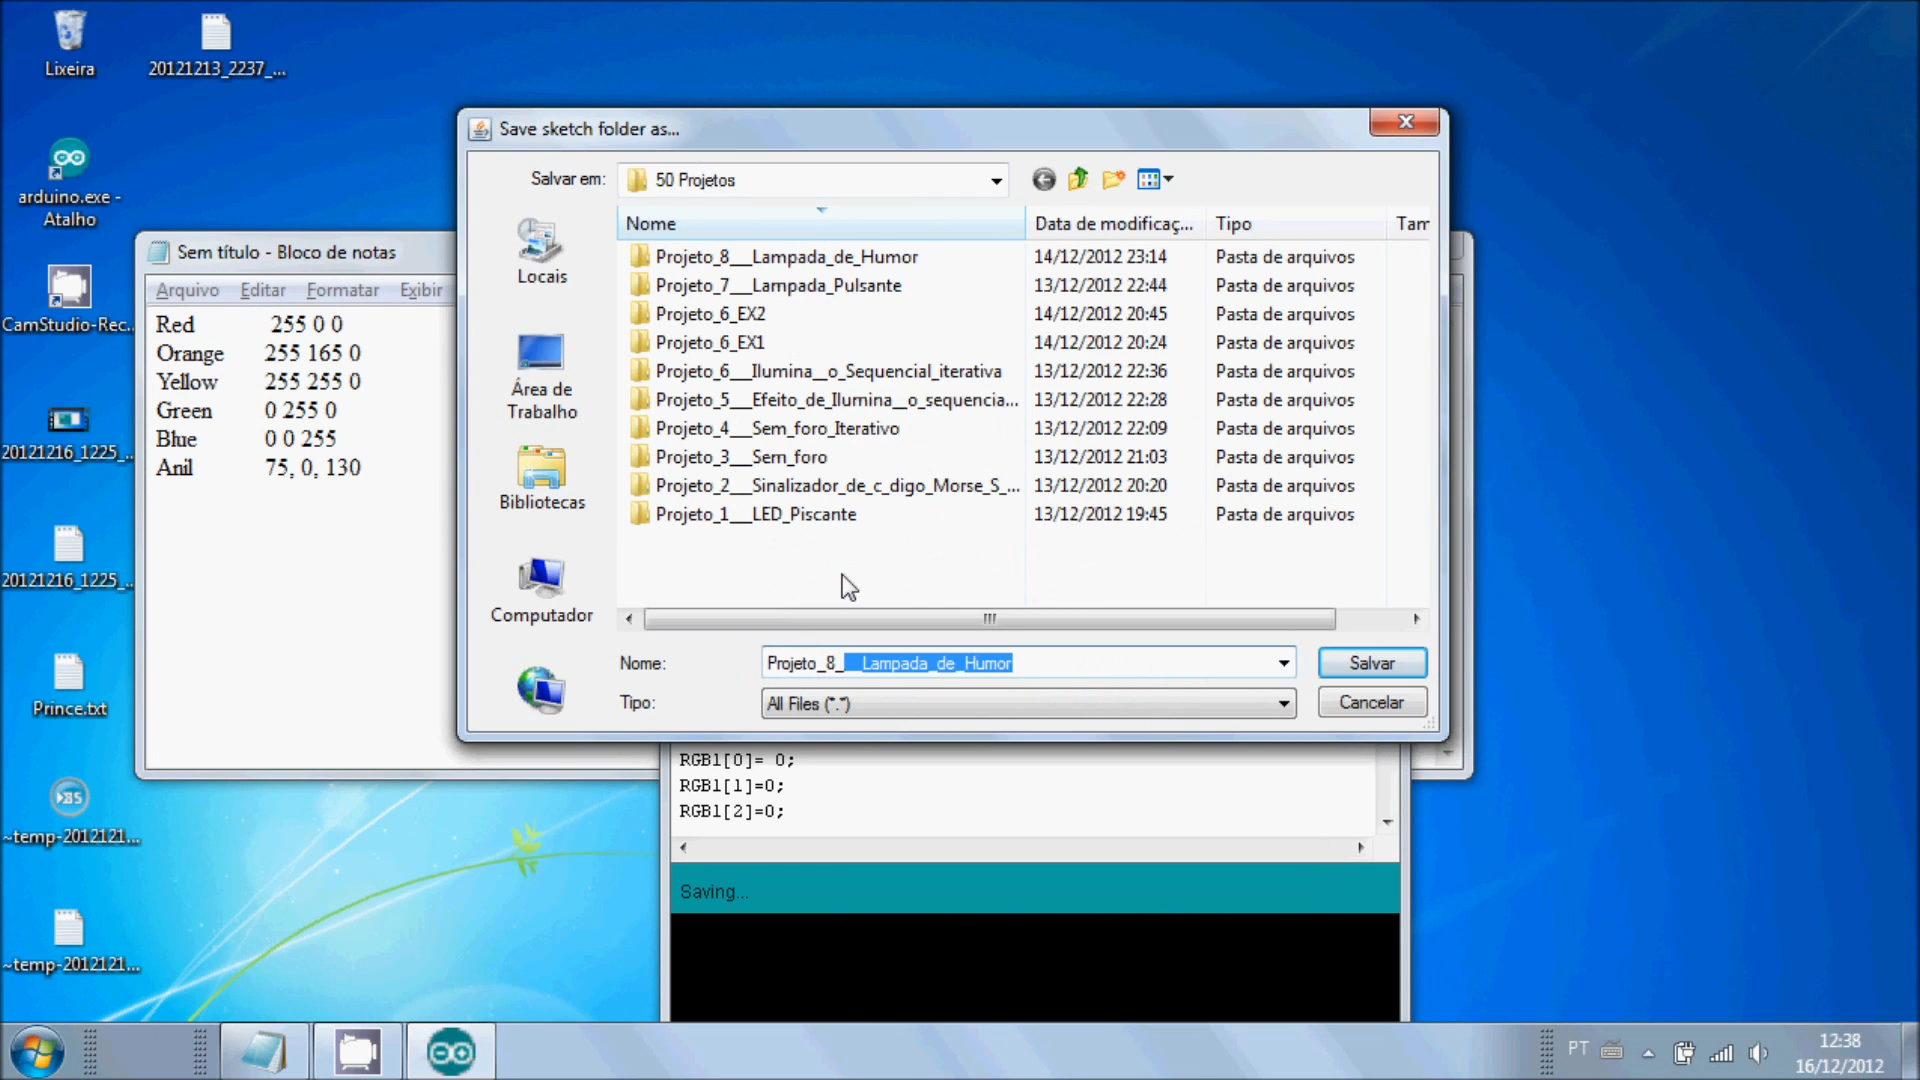 Lixeira
20121213_2237_...
arduino.exe -
Atalho
CamStudio-Rec...
20121216_1225_...
20121216_1225_...
Prince.txt
~temp-2012121...
~temp-2012121...
Sem título - Bloco de notas
Arquivo Editar Formatar Exibir
Red 255 0 0
Orange 255 165 0
Yellow 255 255 0
Green 0 255 0
Blue 0 0 255
Anil 75, 0, 130
Save sketch folder as...
Salvar em: 50 Projetos
Locais
Área de
Trabalho
Bibliotecas
Computador
Nome Data de modificaç... Tipo Tam
Projeto_8___Lampada_de_Humor 14/12/2012 23:14 Pasta de arquivos
Projeto_7___Lampada_Pulsante 13/12/2012 22:44 Pasta de arquivos
Projeto_6_EX2 14/12/2012 20:45 Pasta de arquivos
Projeto_6_EX1 14/12/2012 20:24 Pasta de arquivos
Projeto_6___Ilumina__o_Sequencial_iterativa 13/12/2012 22:36 Pasta de arquivos
Projeto_5___Efeito_de_Ilumina__o_sequencia... 13/12/2012 22:28 Pasta de arquivos
Projeto_4___Sem_foro_Iterativo 13/12/2012 22:09 Pasta de arquivos
Projeto_3___Sem_foro 13/12/2012 21:03 Pasta de arquivos
Projeto_2___Sinalizador_de_c_digo_Morse_S_... 13/12/2012 20:20 Pasta de arquivos
Projeto_1___LED_Piscante 13/12/2012 19:45 Pasta de arquivos
Nome: Projeto_8___Lampada_de_Humor Salvar
Tipo: All Files (*.*) Cancelar
RGB1[0]= 0;
RGB1[1]=0;
RGB1[2]=0;
Saving...
PT
12:38
16/12/2012